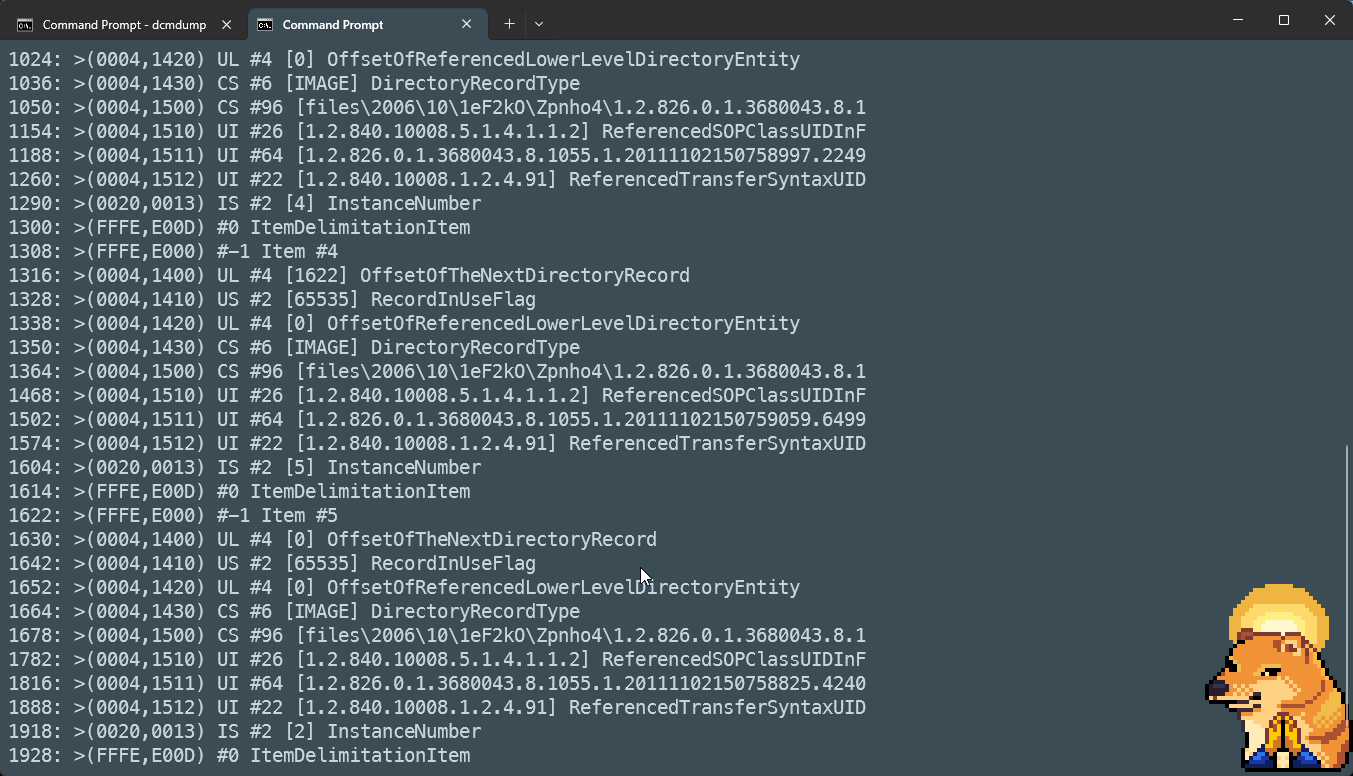 Command Prompt - dcmdump
Command Prompt
1024: >(0004,1420) UL #4 [0] OffsetOfReferencedLowerLevelDirectoryEntity
1036: >(0004,1430) CS #6 [IMAGE] DirectoryRecordType
1050: >(0004,1500) CS #96 [files\2006\10\1eF2kO\Zpnho4\1.2.826.0.1.3680043.8.1
1154: >(0004,1510) UI #26 [1.2.840.10008.5.1.4.1.1.2] ReferencedSOPClassUIDInF
1188: >(0004,1511) UI #64 [1.2.826.0.1.3680043.8.1055.1.20111102150758997.2249
1260: >(0004,1512) UI #22 [1.2.840.10008.1.2.4.91] ReferencedTransferSyntaxUID
1290: >(0020,0013) IS #2 [4] InstanceNumber
1300: >(FFFE,E00D) #0 ItemDelimitationItem
1308: >(FFFE,E000) #-1 Item #4
1316: >(0004,1400) UL #4 [1622] OffsetOfTheNextDirectoryRecord
1328: >(0004,1410) US #2 [65535] RecordInUseFlag
1338: >(0004,1420) UL #4 [0] OffsetOfReferencedLowerLevelDirectoryEntity
1350: >(0004,1430) CS #6 [IMAGE] DirectoryRecordType
1364: >(0004,1500) CS #96 [files\2006\10\1eF2kO\Zpnho4\1.2.826.0.1.3680043.8.1
1468: >(0004,1510) UI #26 [1.2.840.10008.5.1.4.1.1.2] ReferencedSOPClassUIDInF
1502: >(0004,1511) UI #64 [1.2.826.0.1.3680043.8.1055.1.20111102150759059.6499
1574: >(0004,1512) UI #22 [1.2.840.10008.1.2.4.91] ReferencedTransferSyntaxUID
1604: >(0020,0013) IS #2 [5] InstanceNumber
1614: >(FFFE,E00D) #0 ItemDelimitationItem
1622: >(FFFE,E000) #-1 Item #5
1630: >(0004,1400) UL #4 [0] OffsetOfTheNextDirectoryRecord
1642: >(0004,1410) US #2 [65535] RecordInUseFlag
1652: >(0004,1420) UL #4 [0] OffsetOfReferencedLowerLevelDirectoryEntity
1664: >(0004,1430) CS #6 [IMAGE] DirectoryRecordType
1678: >(0004,1500) CS #96 [files\2006\10\1eF2kO\Zpnho4\1.2.826.0.1.3680043.8.1
1782: >(0004,1510) UI #26 [1.2.840.10008.5.1.4.1.1.2] ReferencedSOPClassUIDInF
1816: >(0004,1511) UI #64 [1.2.826.0.1.3680043.8.1055.1.20111102150758825.4240
1888: >(0004,1512) UI #22 [1.2.840.10008.1.2.4.91] ReferencedTransferSyntaxUID
1918: >(0020,0013) IS #2 [2] InstanceNumber
1928: >(FFFE,E00D) #0 ItemDelimitationItem